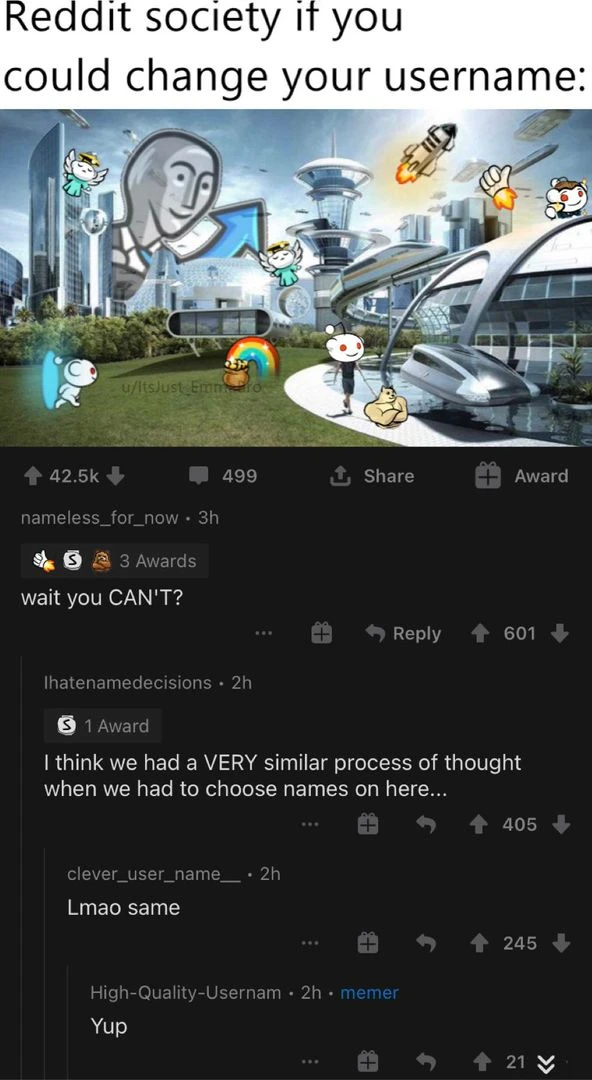 Reddit society if you
could change your username:
42.5k
499
Share
Award
nameless_for_now • 3h
S
3 Awards
wait you CAN'T?
Reply
601
Ihatenamedecisions • 2h
S
1 Award
I think we had a VERY similar process of thought
when we had to choose names on here...
405
clever_user_name__ • 2h
Lmao same
245
High-Quality-Usernam • 2h • memer
Yup
21